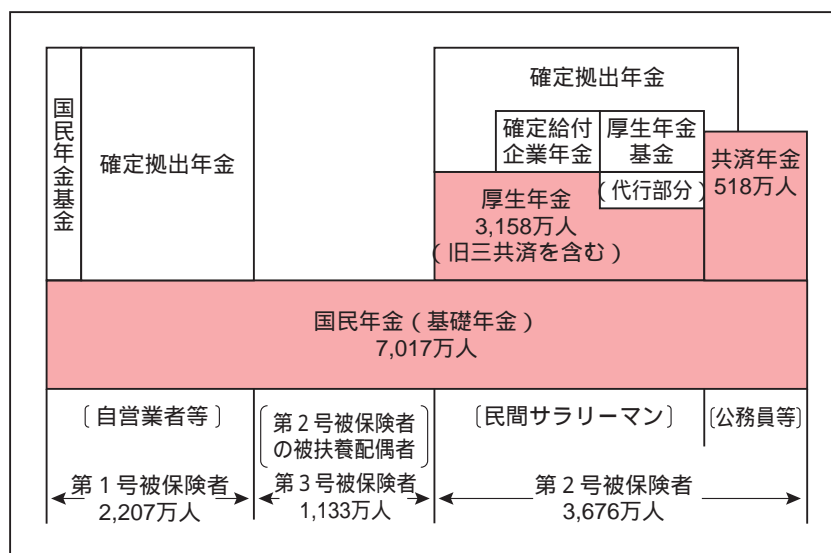 国民年金基金
確定拠出年金
確定拠出年金
確定給付
企業年金
厚生年金
基金
(代行部分)
厚生年金
3,158万人
(旧三共済を含む)
共済年金
518万人
国民年金(基礎年金)
7,017万人
〔自営業者等〕
〔第2号被保険者
の被扶養配偶者〕
〔民間サラリーマン〕
〔公務員等〕
第1号被保険者
2,207万人
第3号被保険者
1,133万人
第2号被保険者
3,676万人